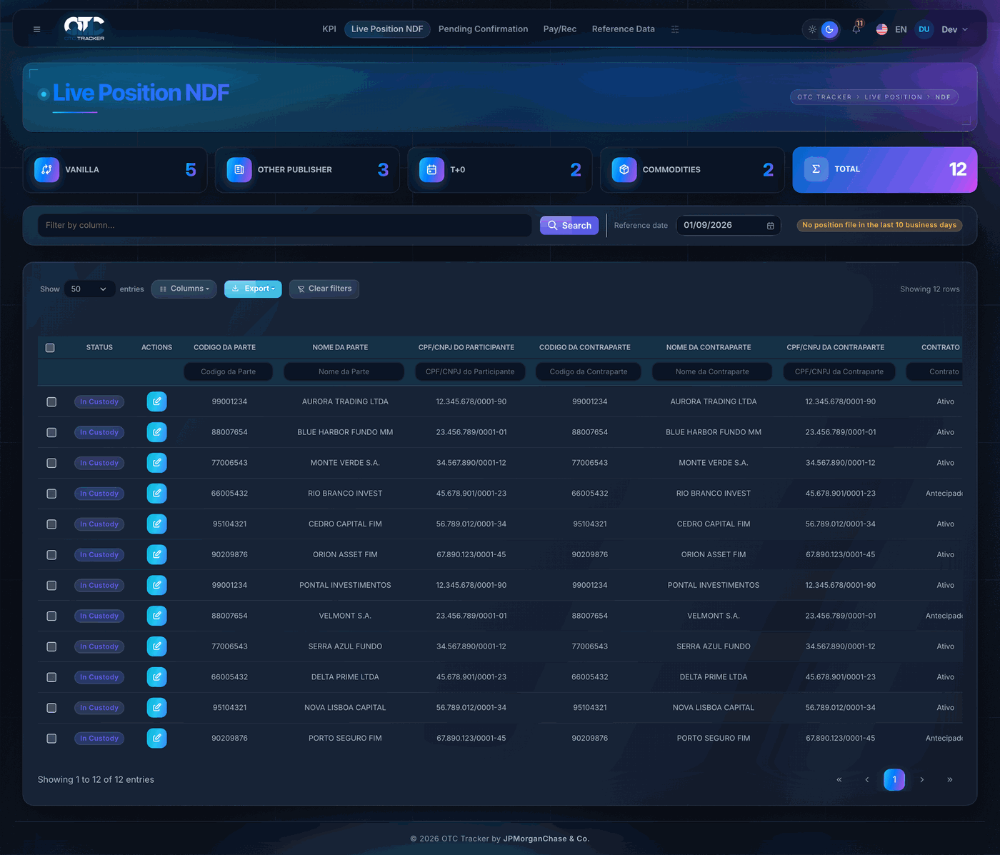 OTC
TRACKER
KPI Live Position NDF Pending Confirmation Pay/Rec Reference Data 11 EN DU Dev
Live Position NDF
OTC TRACKER > LIVE POSITION > NDF
VANILLA 5 OTHER PUBLISHER 3 T+0 2 COMMODITIES 2 Σ TOTAL 12
Filter by column... Search Reference date 01/09/2026 No position file in the last 10 business days
Show 50 entries Columns Export Clear filters Showing 12 rows
STATUS ACTIONS CODIGO DA PARTE NOME DA PARTE CPF/CNPJ DO PARTICIPANTE CODIGO DA CONTRAPARTE NOME DA CONTRAPARTE CPF/CNPJ DA CONTRAPARTE CONTRATO
Codigo da Parte Nome da Parte CPF/CNPJ do Participante Codigo da Contraparte Nome da Contraparte CPF/CNPJ da Contraparte Contrato
In Custody 99001234 AURORA TRADING LTDA 12.345.678/0001-90 99001234 AURORA TRADING LTDA 12.345.678/0001-90 Ativo
In Custody 88007654 BLUE HARBOR FUNDO MM 23.456.789/0001-01 88007654 BLUE HARBOR FUNDO MM 23.456.789/0001-01 Ativo
In Custody 77006543 MONTE VERDE S.A. 34.567.890/0001-12 77006543 MONTE VERDE S.A. 34.567.890/0001-12 Ativo
In Custody 66005432 RIO BRANCO INVEST 45.678.901/0001-23 66005432 RIO BRANCO INVEST 45.678.901/0001-23 Antecipad
In Custody 95104321 CEDRO CAPITAL FIM 56.789.012/0001-34 95104321 CEDRO CAPITAL FIM 56.789.012/0001-34 Ativo
In Custody 90209876 ORION ASSET FIM 67.890.123/0001-45 90209876 ORION ASSET FIM 67.890.123/0001-45 Ativo
In Custody 99001234 PONTAL INVESTIMENTOS 12.345.678/0001-90 99001234 PONTAL INVESTIMENTOS 12.345.678/0001-90 Ativo
In Custody 88007654 VELMONT S.A. 23.456.789/0001-01 88007654 VELMONT S.A. 23.456.789/0001-01 Antecipad
In Custody 77006543 SERRA AZUL FUNDO 34.567.890/0001-12 77006543 SERRA AZUL FUNDO 34.567.890/0001-12 Ativo
In Custody 66005432 DELTA PRIME LTDA 45.678.901/0001-23 66005432 DELTA PRIME LTDA 45.678.901/0001-23 Ativo
In Custody 95104321 NOVA LISBOA CAPITAL 56.789.012/0001-34 95104321 NOVA LISBOA CAPITAL 56.789.012/0001-34 Ativo
In Custody 90209876 PORTO SEGURO FIM 67.890.123/0001-45 90209876 PORTO SEGURO FIM 67.890.123/0001-45 Antecipad
Showing 1 to 12 of 12 entries « ‹ 1 › »
© 2026 OTC Tracker by JPMorganChase & Co.